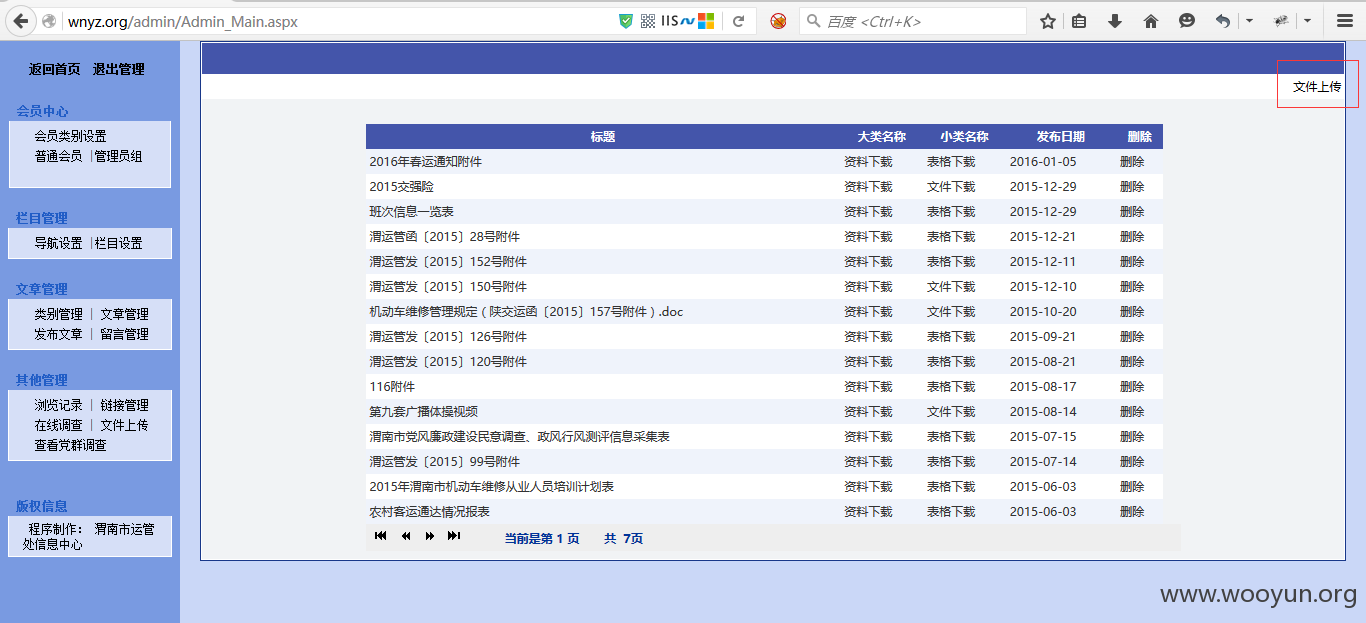 wnyz.org/admin/Admin_Main.aspx IIS 百度 <Ctrl+K>
返回首页 退出管理
会员中心
会员类别设置
普通会员 |管理员组
栏目管理
导航设置 |栏目设置
文章管理
类别管理 | 文章管理
发布文章 | 留言管理
其他管理
浏览记录 | 链接管理
在线调查 | 文件上传
查看党群调查
版权信息
程序制作： 渭南市运管
处信息中心
文件上传
标题 大类名称 小类名称 发布日期 删除
2016年春运通知附件 资料下载 表格下载 2016-01-05 删除
2015交强险 资料下载 文件下载 2015-12-29 删除
班次信息一览表 资料下载 表格下载 2015-12-29 删除
渭运管函〔2015〕28号附件 资料下载 表格下载 2015-12-21 删除
渭运管发〔2015〕152号附件 资料下载 表格下载 2015-12-11 删除
渭运管发〔2015〕150号附件 资料下载 文件下载 2015-12-10 删除
机动车维修管理规定（陕交运函〔2015〕157号附件）.doc 资料下载 文件下载 2015-10-20 删除
渭运管发〔2015〕126号附件 资料下载 表格下载 2015-09-21 删除
渭运管发〔2015〕120号附件 资料下载 表格下载 2015-08-21 删除
116附件 资料下载 表格下载 2015-08-17 删除
第九套广播体操视频 资料下载 文件下载 2015-08-14 删除
渭南市党风廉政建设民意调查、政风行风测评信息采集表 资料下载 表格下载 2015-07-15 删除
渭运管发〔2015〕99号附件 资料下载 表格下载 2015-07-14 删除
2015年渭南市机动车维修从业人员培训计划表 资料下载 表格下载 2015-06-03 删除
农村客运通达情况报表 资料下载 表格下载 2015-06-03 删除
当前是第 1 页 共 7页
www.wooyun.org